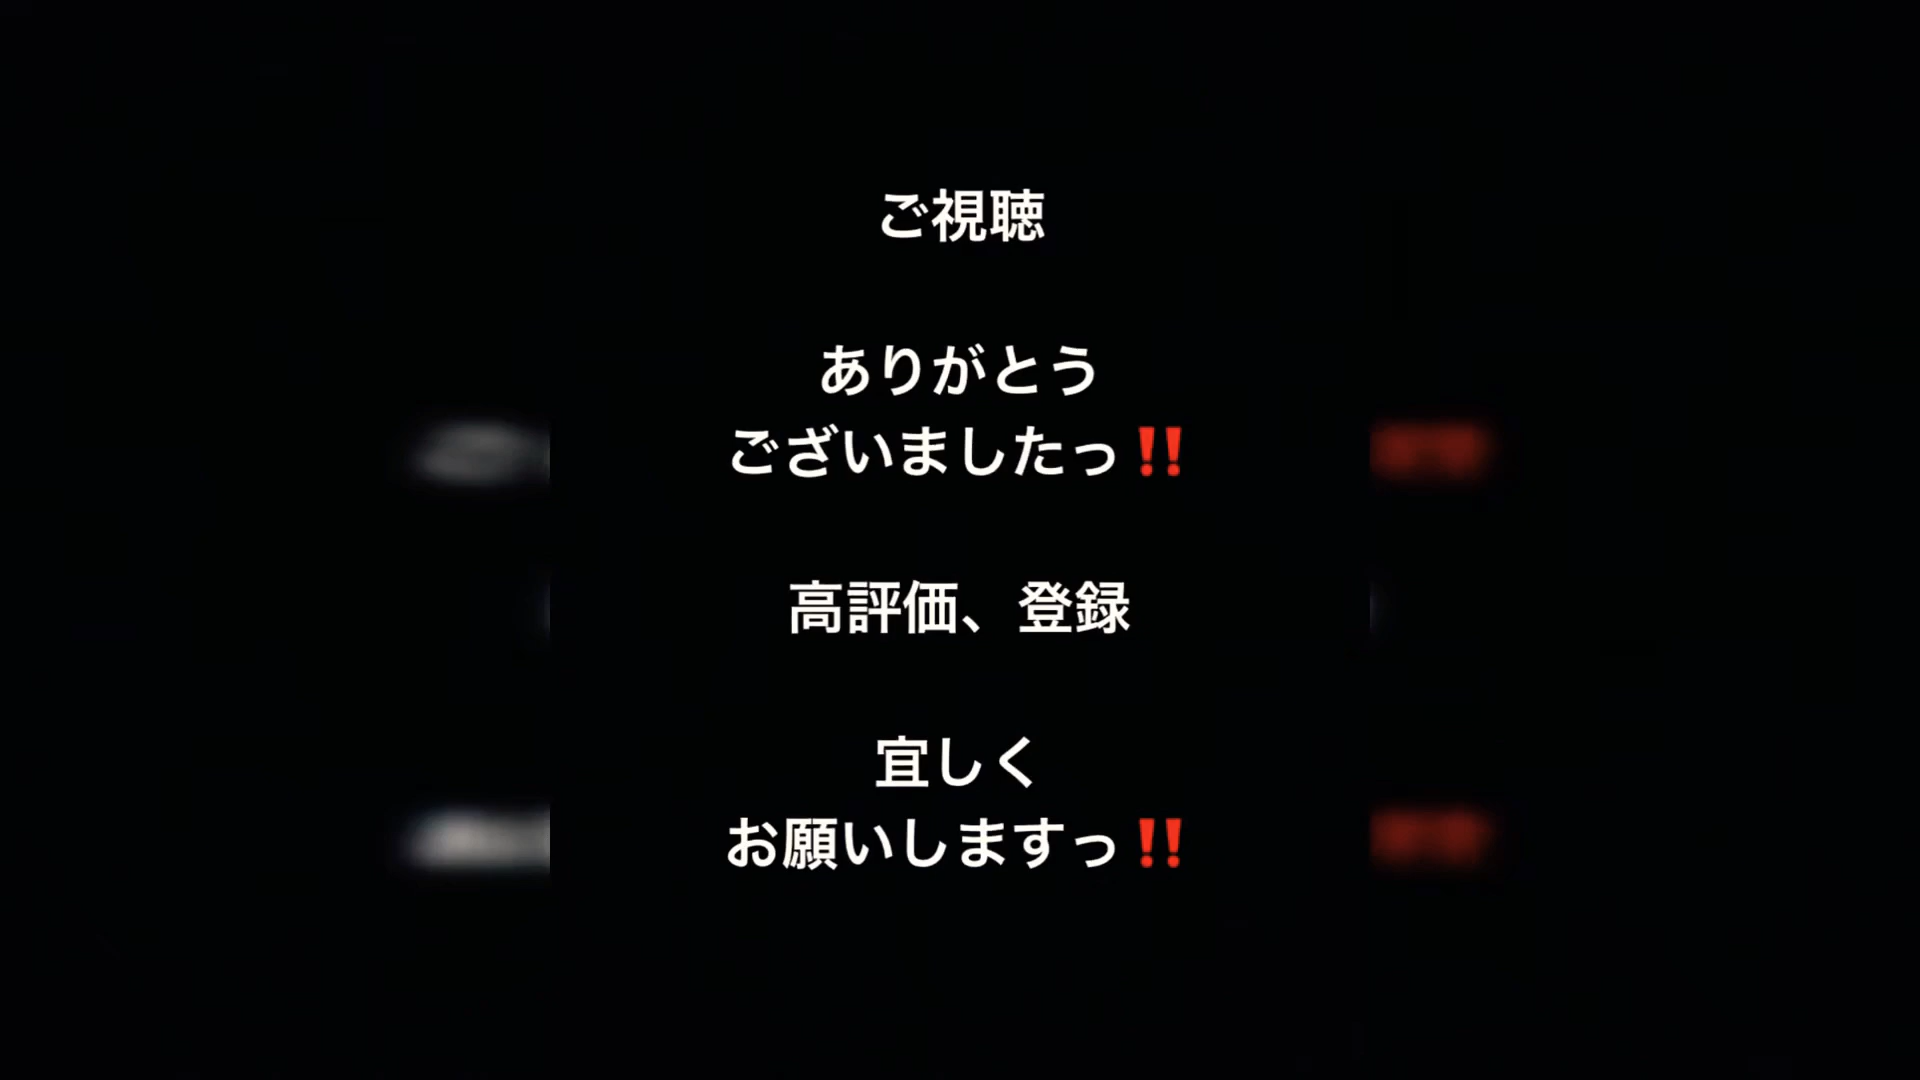 ご視聴
ありがとう
ございましたっ‼️
高評価、登録
宜しく
お願いしますっ‼️